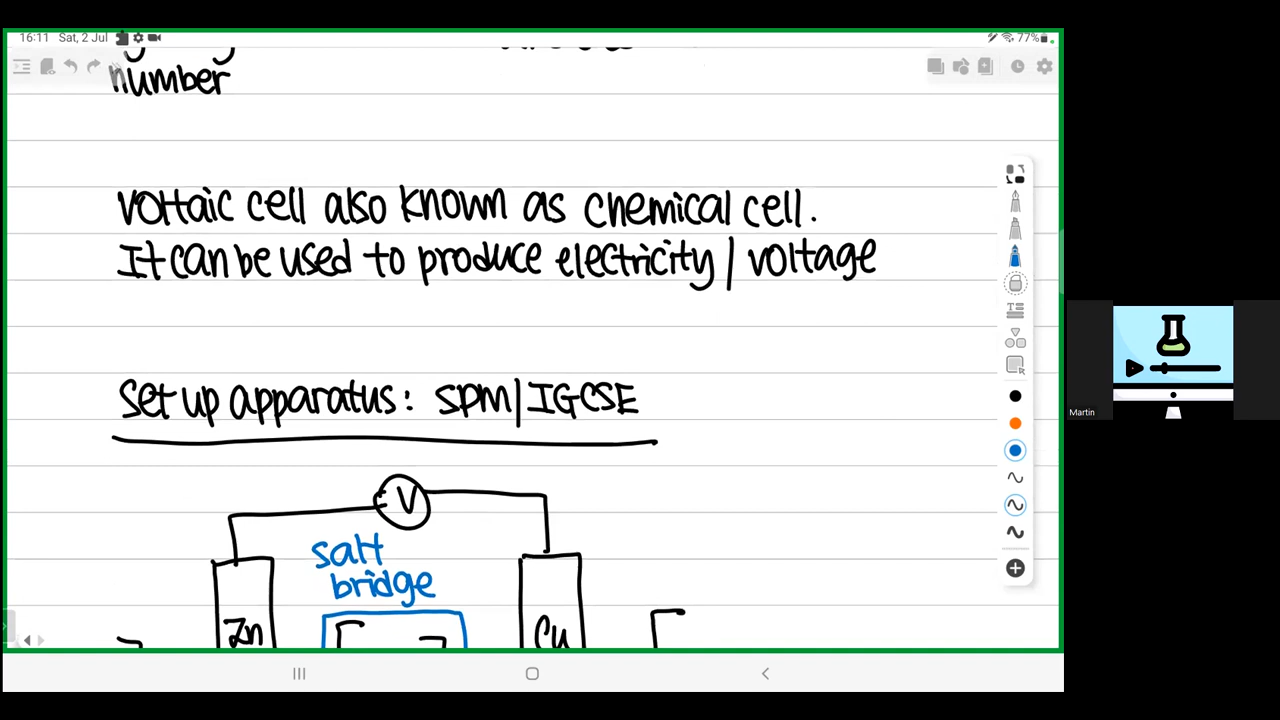 16:11 Sat, 2 Jul
77%
number
Voltaic cell also known as chemical cell.
It can be used to produce electricity / voltage
Set up apparatus: SPM/IGCSE
V
salt
bridge
Zn
Cu
Martin